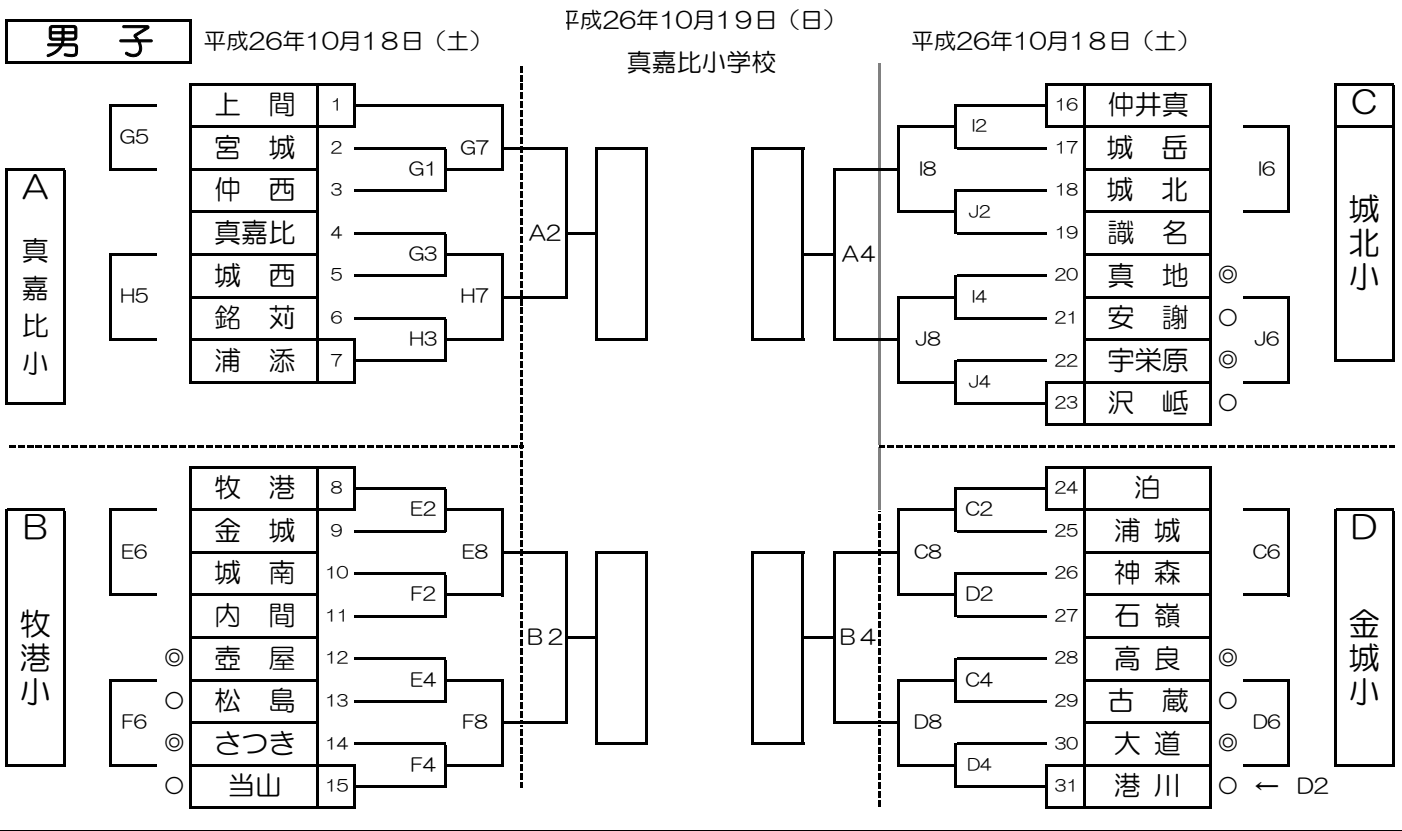 男 子
平成26年10月18日（土）
平成26年10月19日（日）
真嘉比小学校
平成26年10月18日（土）
A
真嘉比小
G5
H5
上 間 1
宮 城 2
仲 西 3
真嘉比 4
城 西 5
銘 苅 6
浦 添 7
G1
G3
H3
G7
H7
A2
A4
I8
J8
I2
J2
I4
J4
16 仲井真
17 城 岳
18 城 北
19 識 名
20 真 地 ◎
21 安 謝 ○
22 宇栄原 ◎
23 沢 岻 ○
I6
J6
C
城北小
B
牧港小
E6
F6
牧 港 8
金 城 9
城 南 10
内 間 11
◎ 壺 屋 12
○ 松 島 13
◎ さつき 14
○ 当山 15
E2
F2
E4
F4
E8
F8
B2
B4
C8
D8
C2
D2
C4
D4
24 泊
25 浦 城
26 神 森
27 石 嶺
28 高 良 ◎
29 古 蔵 ○
30 大 道 ◎
31 港 川 ○ ← D2
C6
D6
D
金城小